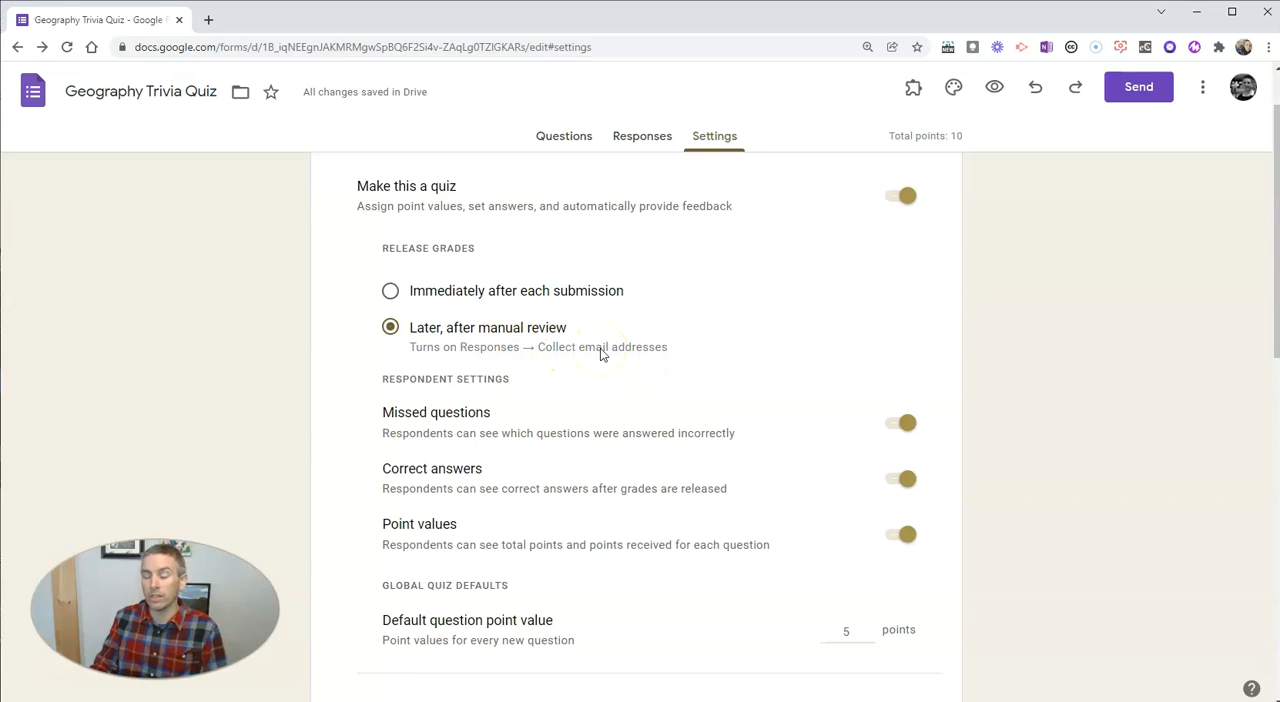 Geography Trivia Quiz - Google F
docs.google.com/forms/d/1B_iqNEEgnJAKMRMgwSpBQ6F2Si4v-ZAqLg0TZlGKARs/edit#settings
Geography Trivia Quiz
All changes saved in Drive
Send
Questions
Responses
Settings
Total points: 10
Make this a quiz
Assign point values, set answers, and automatically provide feedback
RELEASE GRADES
Immediately after each submission
Later, after manual review
Turns on Responses → Collect email addresses
RESPONDENT SETTINGS
Missed questions
Respondents can see which questions were answered incorrectly
Correct answers
Respondents can see correct answers after grades are released
Point values
Respondents can see total points and points received for each question
GLOBAL QUIZ DEFAULTS
Default question point value
Point values for every new question
5 points